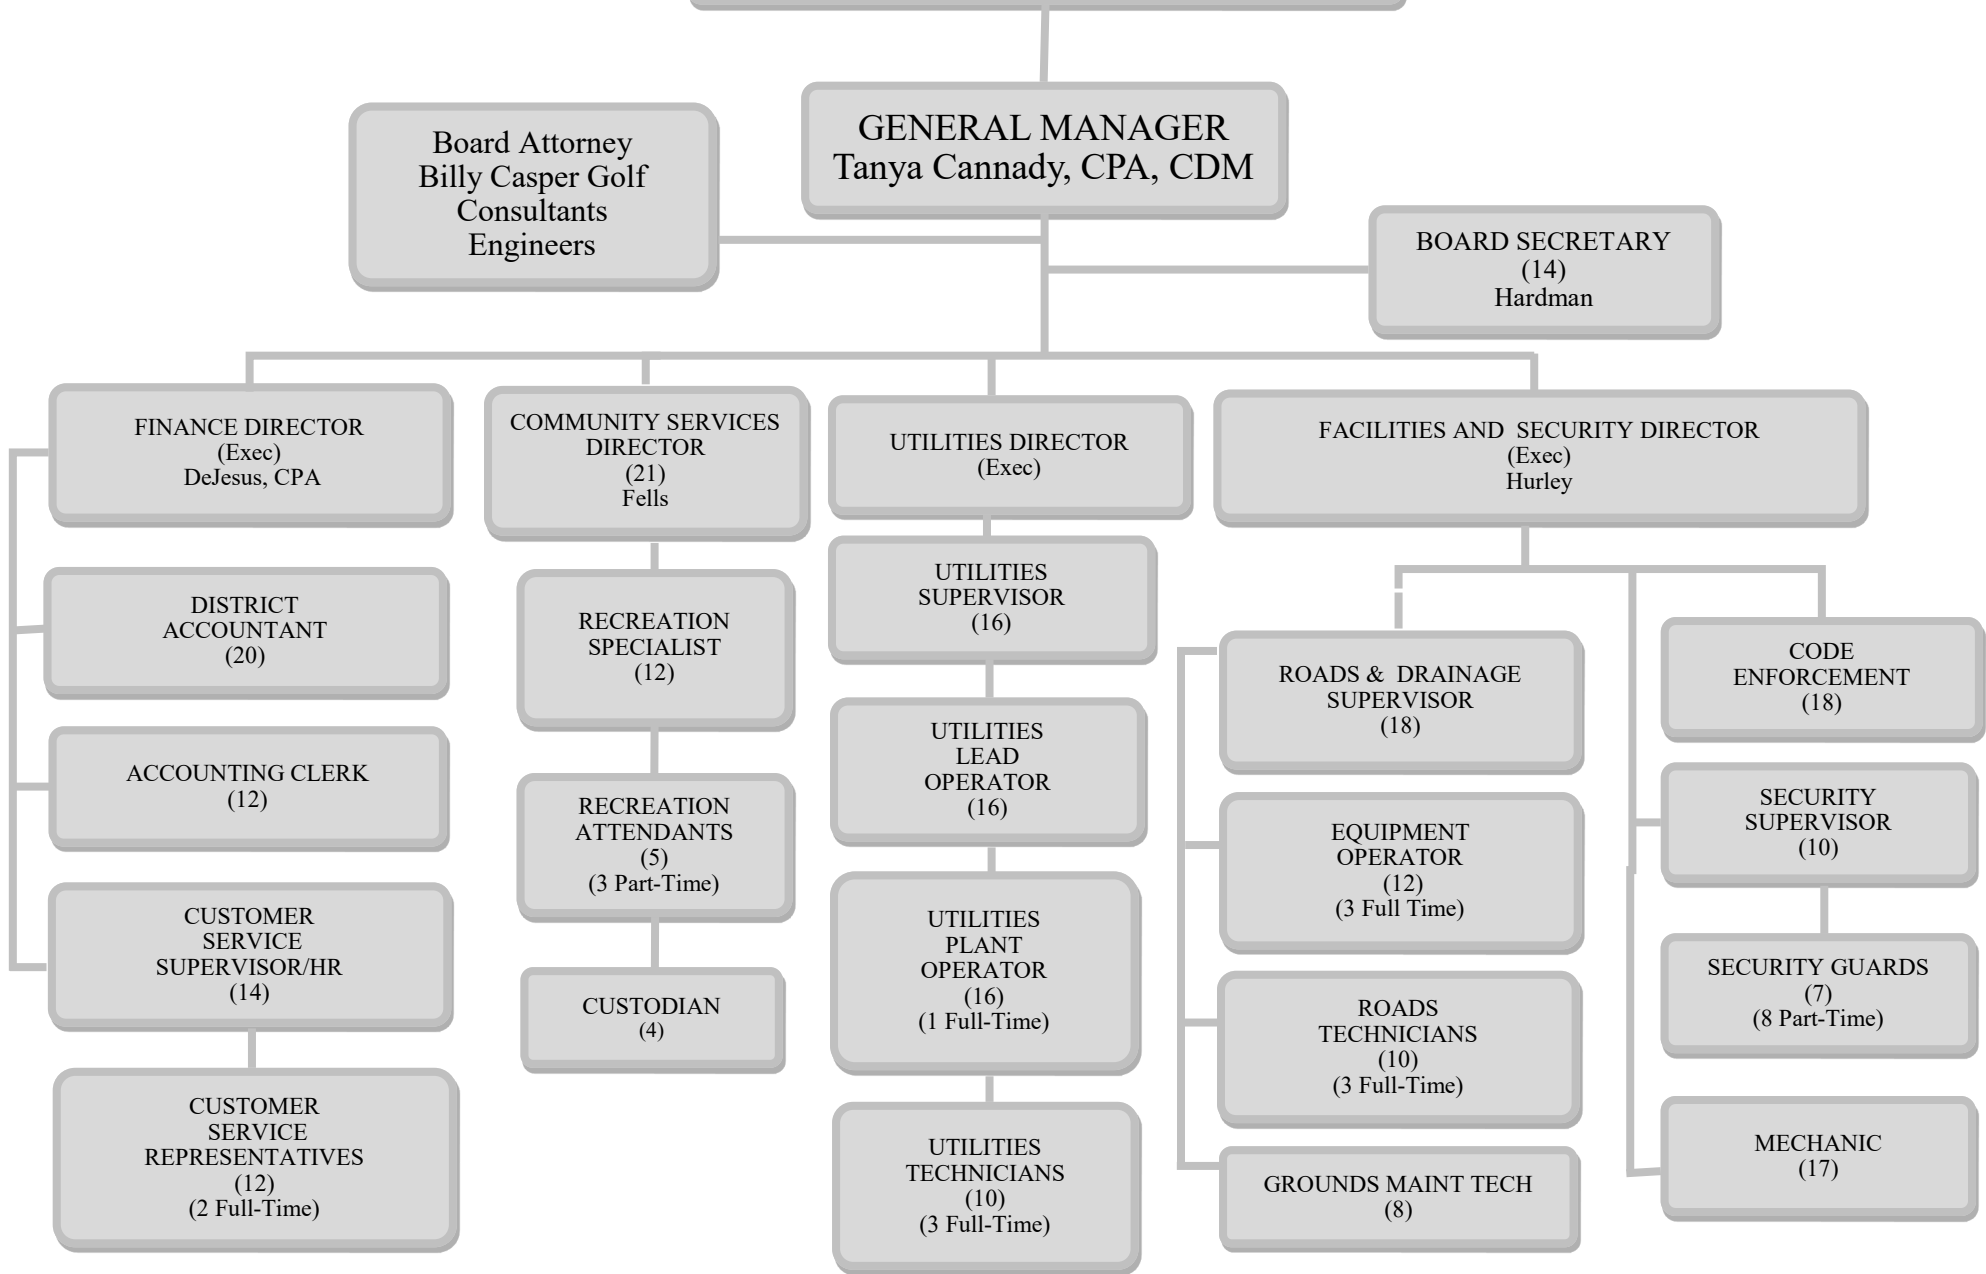 GENERAL MANAGER
Tanya Cannady, CPA, CDM
Board Attorney
Billy Casper Golf
Consultants
Engineers
BOARD SECRETARY
(14)
Hardman
FINANCE DIRECTOR
(Exec)
DeJesus, CPA
DISTRICT
ACCOUNTANT
(20)
ACCOUNTING CLERK
(12)
CUSTOMER
SERVICE
SUPERVISOR/HR
(14)
CUSTOMER
SERVICE
REPRESENTATIVES
(12)
(2 Full-Time)
COMMUNITY SERVICES
DIRECTOR
(21)
Fells
RECREATION
SPECIALIST
(12)
RECREATION
ATTENDANTS
(5)
(3 Part-Time)
CUSTODIAN
(4)
UTILITIES DIRECTOR
(Exec)
UTILITIES
SUPERVISOR
(16)
UTILITIES
LEAD
OPERATOR
(16)
UTILITIES
PLANT
OPERATOR
(16)
(1 Full-Time)
UTILITIES
TECHNICIANS
(10)
(3 Full-Time)
FACILITIES AND  SECURITY DIRECTOR
(Exec)
Hurley
ROADS &  DRAINAGE
SUPERVISOR
(18)
EQUIPMENT
OPERATOR
(12)
(3 Full Time)
ROADS
TECHNICIANS
(10)
(3 Full-Time)
GROUNDS MAINT TECH
(8)
CODE
ENFORCEMENT
(18)
SECURITY
SUPERVISOR
(10)
SECURITY GUARDS
(7)
(8 Part-Time)
MECHANIC
(17)